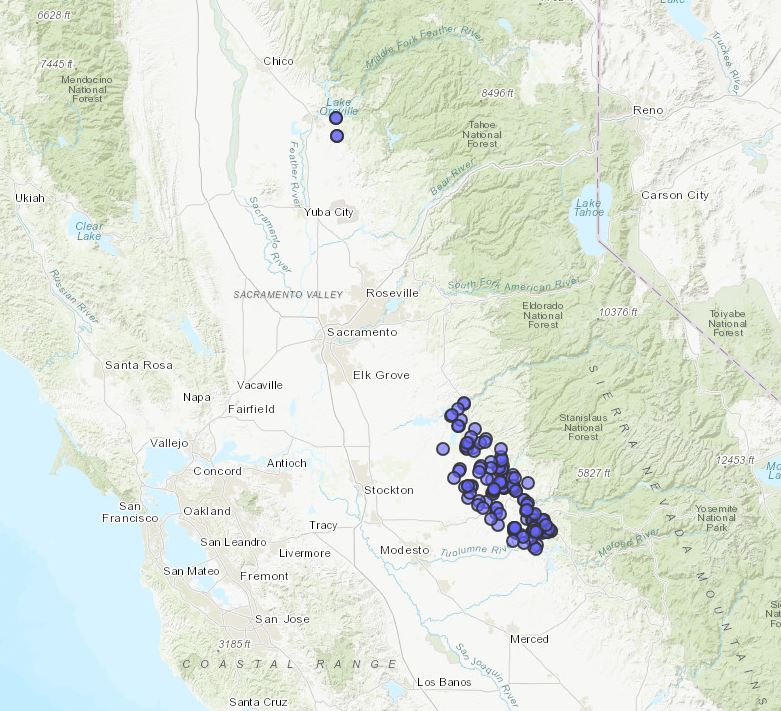 6628 ft
Chico
Middle Fork Feather River
Truckee River
7445 ft
Mendocino
National
Forest
8496 ft
Lake
Oroville
Reno
Tahoe
National
Forest
Feather River
Bear River
Ukiah
Carson City
Sacramento River
Yuba City
Lake
Tahoe
Clear
Lake
Russian River
South Fork American River
SACRAMENTO VALLEY
Roseville
Eldorado
National
Forest
10376 ft
Toiyabe
National
Forest
Sacramento
Santa Rosa
Elk Grove
Napa
Vacaville
Fairfield
SIERRA NEVADA MOUNTAINS
Stanislaus
National
Forest
Vallejo
Antioch
Concord
5827 ft
12453 ft
Stockton
San
Francisco
Oakland
Yosemite
National
Park
Tracy
San Leandro
Livermore
Modesto
Tuolumne Riv
Merced River
San Mateo
Fremont
San Jose
Merced
3185 ft
COASTAL RANGE
San Joaquin River
Los Banos
Santa Cruz